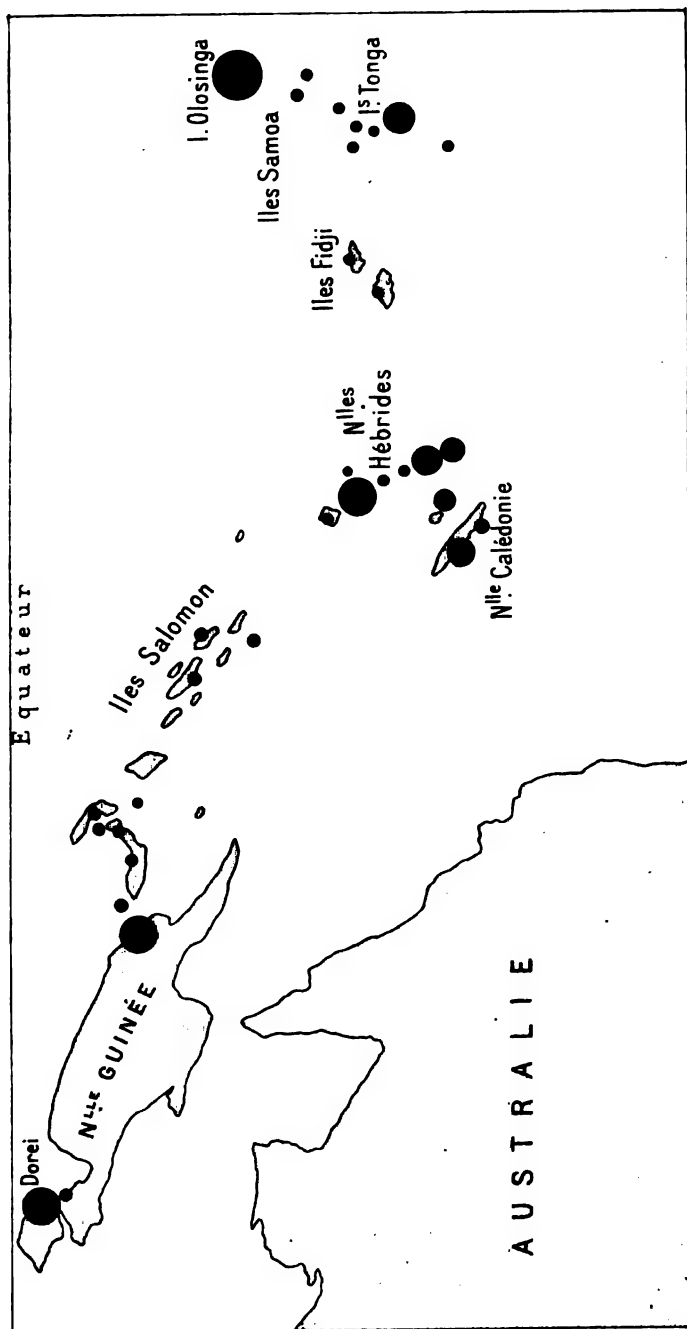 Equateur
Dorei
Nlle GUINÉE
Iles Salomon
Nlles
Hébrides
Nlle Calédonie
Iles Fidji
Iles Samoa
I. Olosinga
Is Tonga
AUSTRALIE